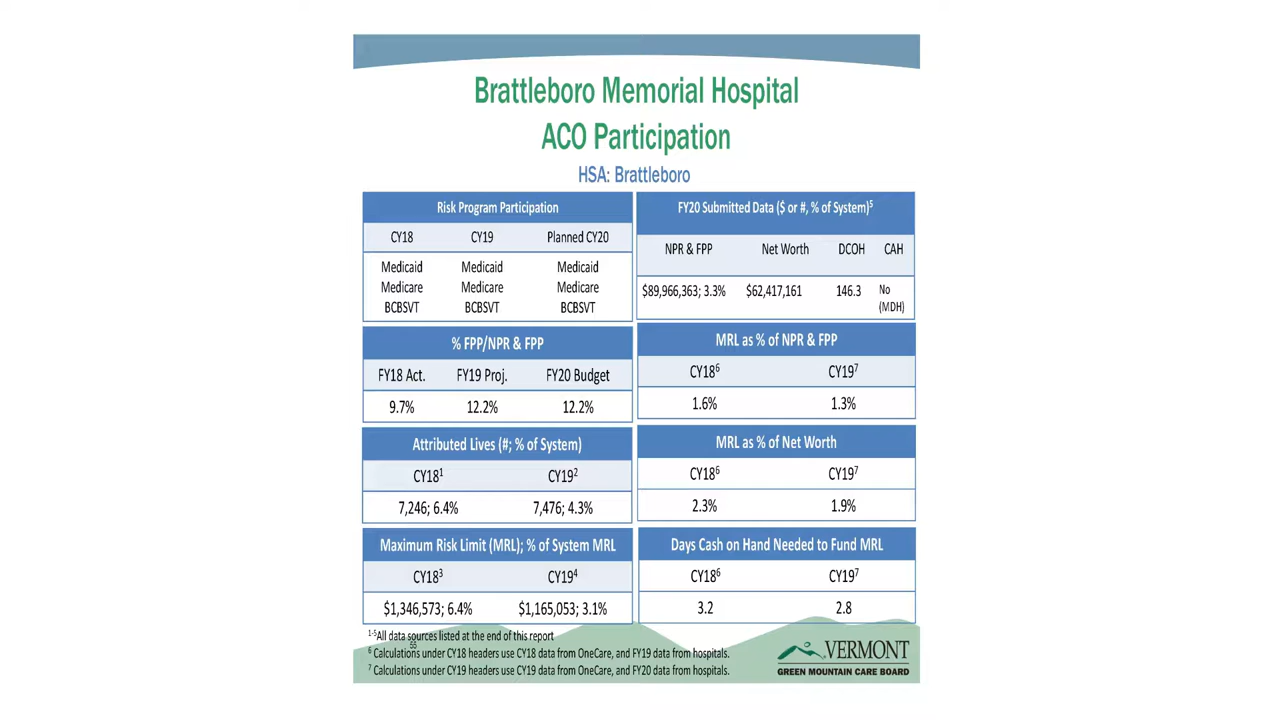 Brattleboro Memorial Hospital
ACO Participation
HSA: Brattleboro
Risk Program Participation
CY18 CY19 Planned CY20
Medicaid Medicaid Medicaid
Medicare Medicare Medicare
BCBSVT BCBSVT BCBSVT
% FPP/NPR & FPP
FY18 Act. FY19 Proj. FY20 Budget
9.7% 12.2% 12.2%
Attributed Lives (#; % of System)
CY18¹ CY19²
7,246; 6.4% 7,476; 4.3%
Maximum Risk Limit (MRL); % of System MRL
CY18³ CY19⁴
$1,346,573; 6.4% $1,165,053; 3.1%
FY20 Submitted Data ($ or #, % of System)⁵
NPR & FPP Net Worth DCOH CAH
$89,966,363; 3.3% $62,417,161 146.3 No
(MDH)
MRL as % of NPR & FPP
CY18⁶ CY19⁷
1.6% 1.3%
MRL as % of Net Worth
CY18⁶ CY19⁷
2.3% 1.9%
Days Cash on Hand Needed to Fund MRL
CY18⁶ CY19⁷
3.2 2.8
¹⁻⁵All data sources listed at the end of this report
55
⁶ Calculations under CY18 headers use CY18 data from OneCare, and FY19 data from hospitals.
⁷ Calculations under CY19 headers use CY19 data from OneCare, and FY20 data from hospitals.
VERMONT
GREEN MOUNTAIN CARE BOARD